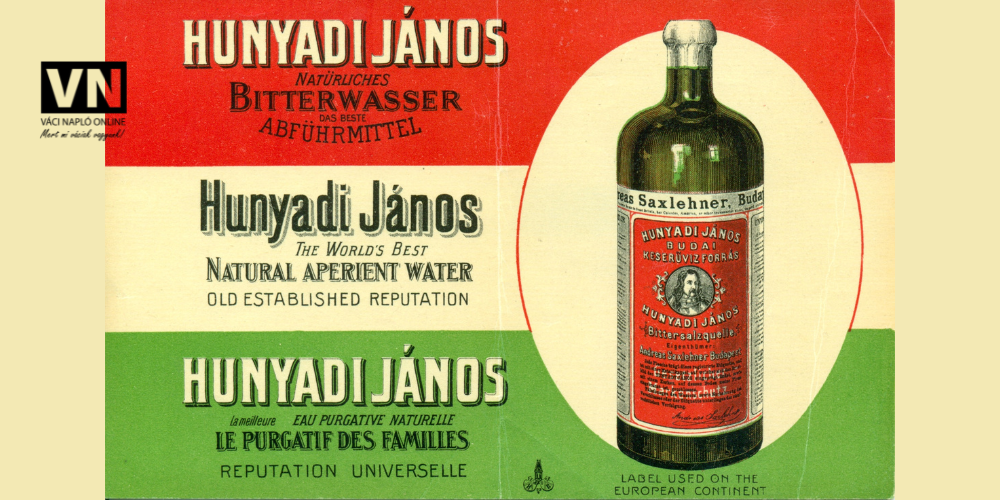 HUNYADI JÁNOS
NATÜRLICHES
BITTERWASSER
DAS BESTE
ABFÜHRMITTEL
VN
VÁCI NAPLÓ ONLINE
Mert mi váciak vagyunk!
Hunyadi János
THE WORLD'S BEST
NATURAL APERIENT WATER
OLD ESTABLISHED REPUTATION
HUNYADI JÁNOS
la meilleure EAU PURGATIVE NATURELLE
LE PURGATIF DES FAMILLES
REPUTATION UNIVERSELLE
reas Saxlehner, Buda
HUNYADI JÁNOS
BUDAI
KESERÜVIZ FORRÁS
HUNYADI JÁNOS
Bittersalzquelle
Eigenthümer
Andreas Saxlehner Budapest
LABEL USED ON THE
EUROPEAN CONTINENT